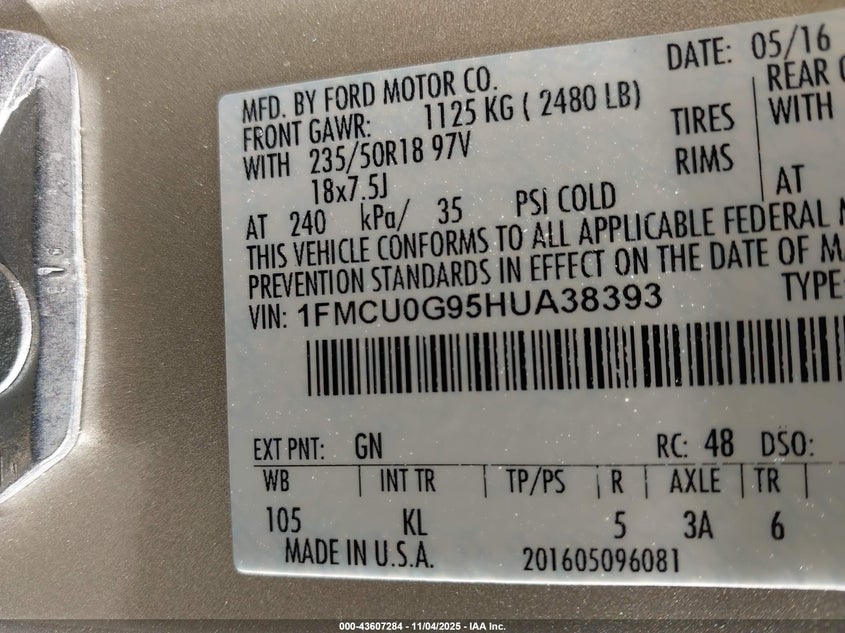 DATE: 05/16
MFD. BY FORD MOTOR CO.
FRONT GAWR: 1125 KG ( 2480 LB)
REAR
WITH 235/50R18 97V TIRES WITH
18x7.5J RIMS
AT 240 kPa/ 35 PSI COLD AT
THIS VEHICLE CONFORMS TO ALL APPLICABLE FEDERAL
PREVENTION STANDARDS IN EFFECT ON THE DATE OF
VIN: 1FMCU0G95HUA38393 TYPE:
EXT PNT: GN RC: 48 DSO:
WB INT TR TP/PS R AXLE TR
105 KL 5 3A 6
MADE IN U.S.A. 201605096081
000-43607284 - 11/04/2025 - IAA Inc.